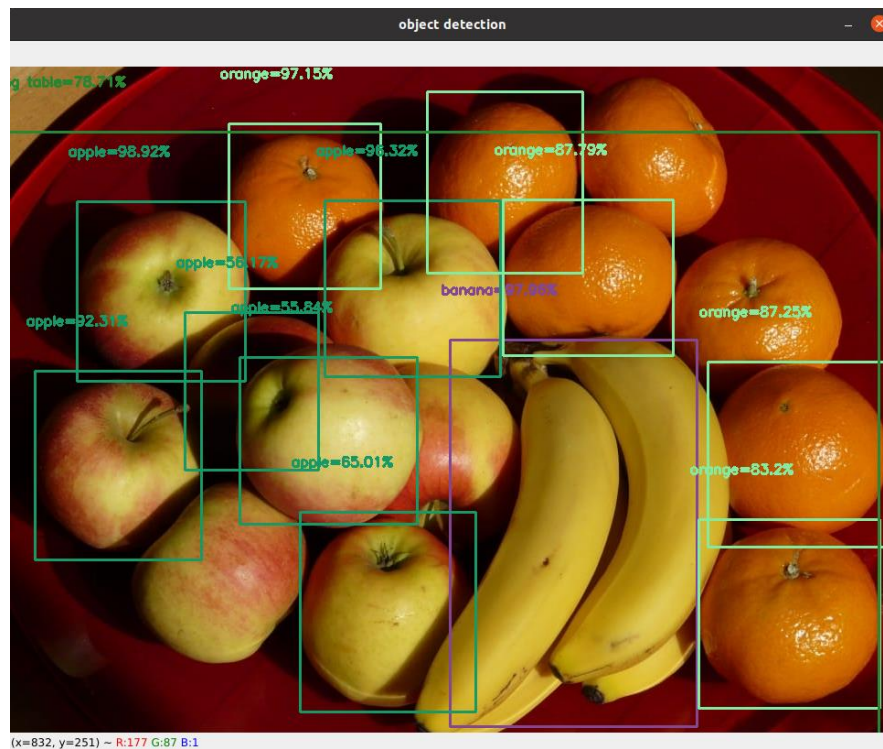 object detection
orange=97.15%
g table=78.71%
apple=98.92%
apple=96.32%
orange=87.79%
apple=56.17%
banana=97.96%
apple=55.84%
orange=87.25%
apple=92.31%
apple=65.01%
orange=83.2%
(x=832, y=251) ~ R:177 G:87 B:1